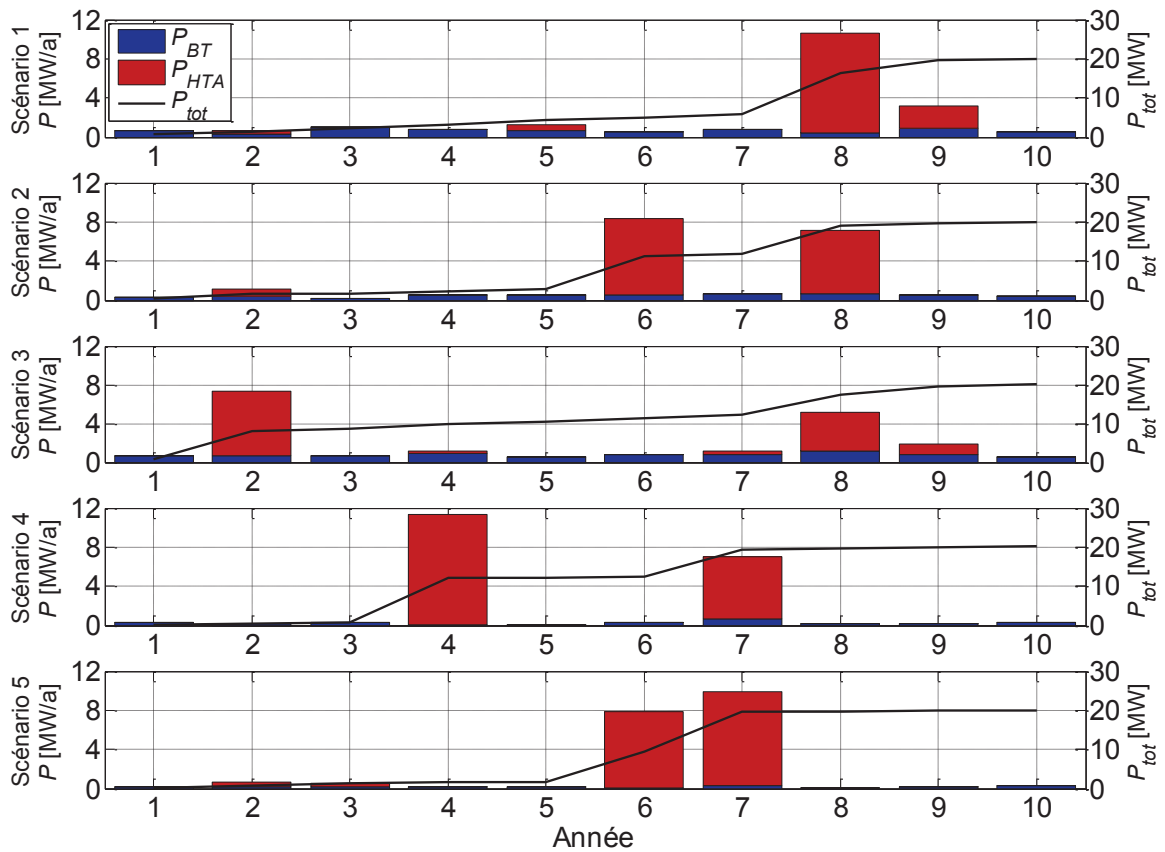 Scénario 1
P [MW/a]
12
8
4
0
P_BT
P_HTA
P_tot
30
20
10
0
P_tot [MW]
1 2 3 4 5 6 7 8 9 10
Scénario 2
P [MW/a]
12
8
4
0
30
20
10
0
P_tot [MW]
1 2 3 4 5 6 7 8 9 10
Scénario 3
P [MW/a]
12
8
4
0
30
20
10
0
P_tot [MW]
1 2 3 4 5 6 7 8 9 10
Scénario 4
P [MW/a]
12
8
4
0
30
20
10
0
P_tot [MW]
1 2 3 4 5 6 7 8 9 10
Scénario 5
P [MW/a]
12
8
4
0
30
20
10
0
P_tot [MW]
1 2 3 4 5 6 7 8 9 10
Année